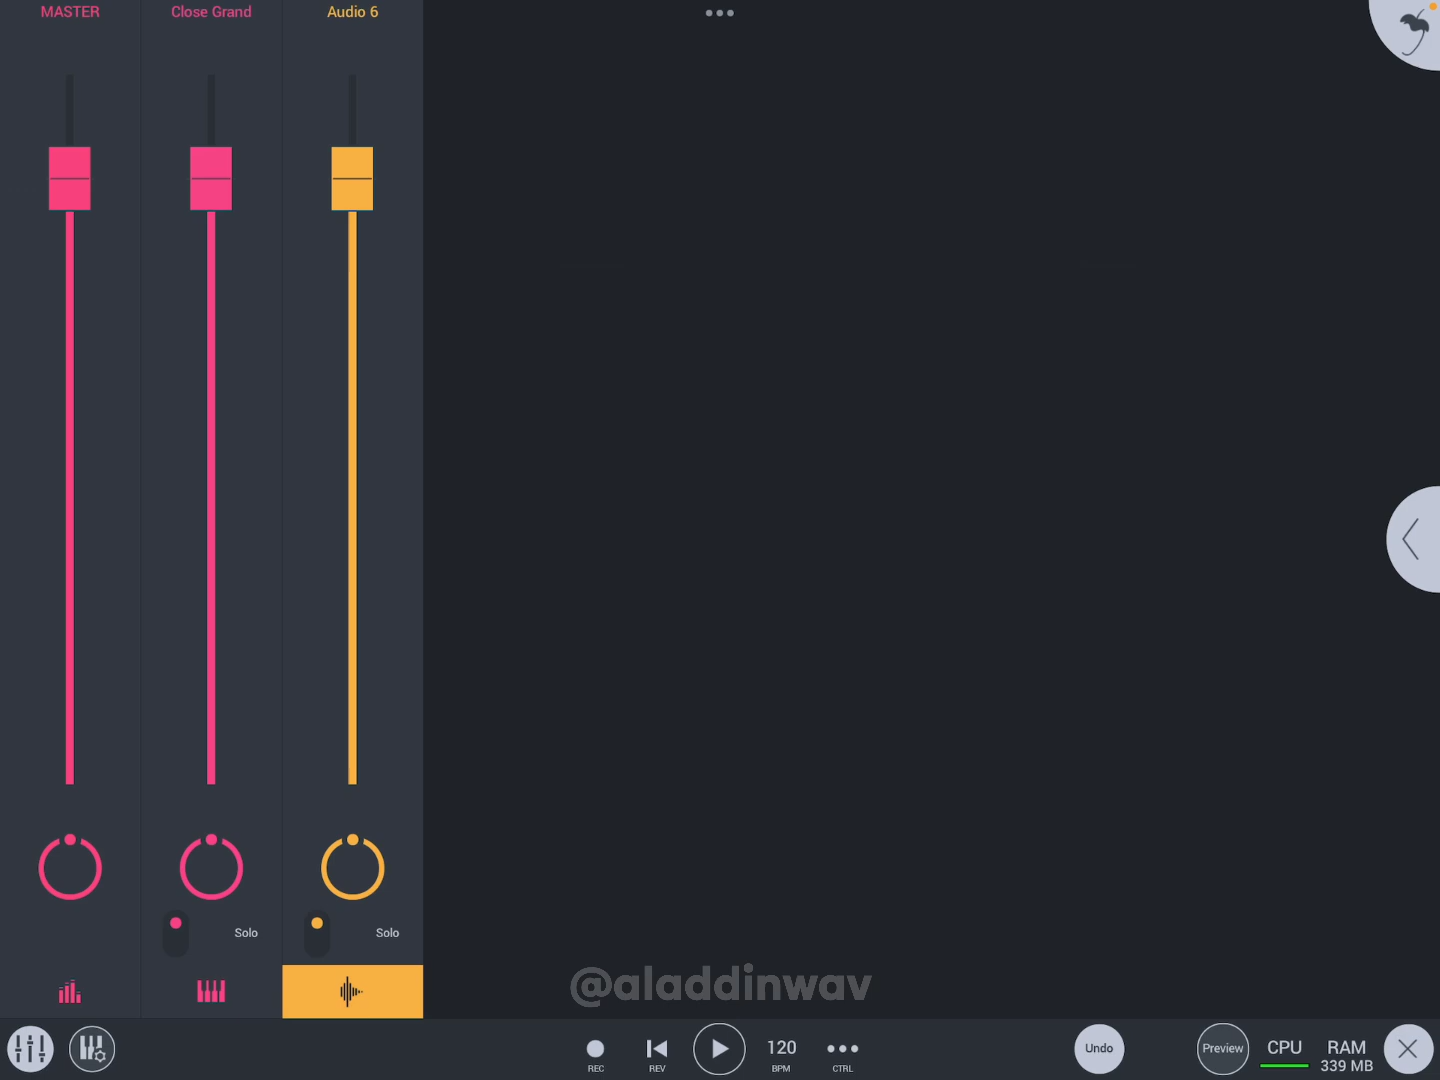 MASTER
Close Grand
Audio 6
Solo
Solo
@aladdinwav
REC
REV
120
BPM
CTRL
Undo
Preview
CPU
RAM
339 MB